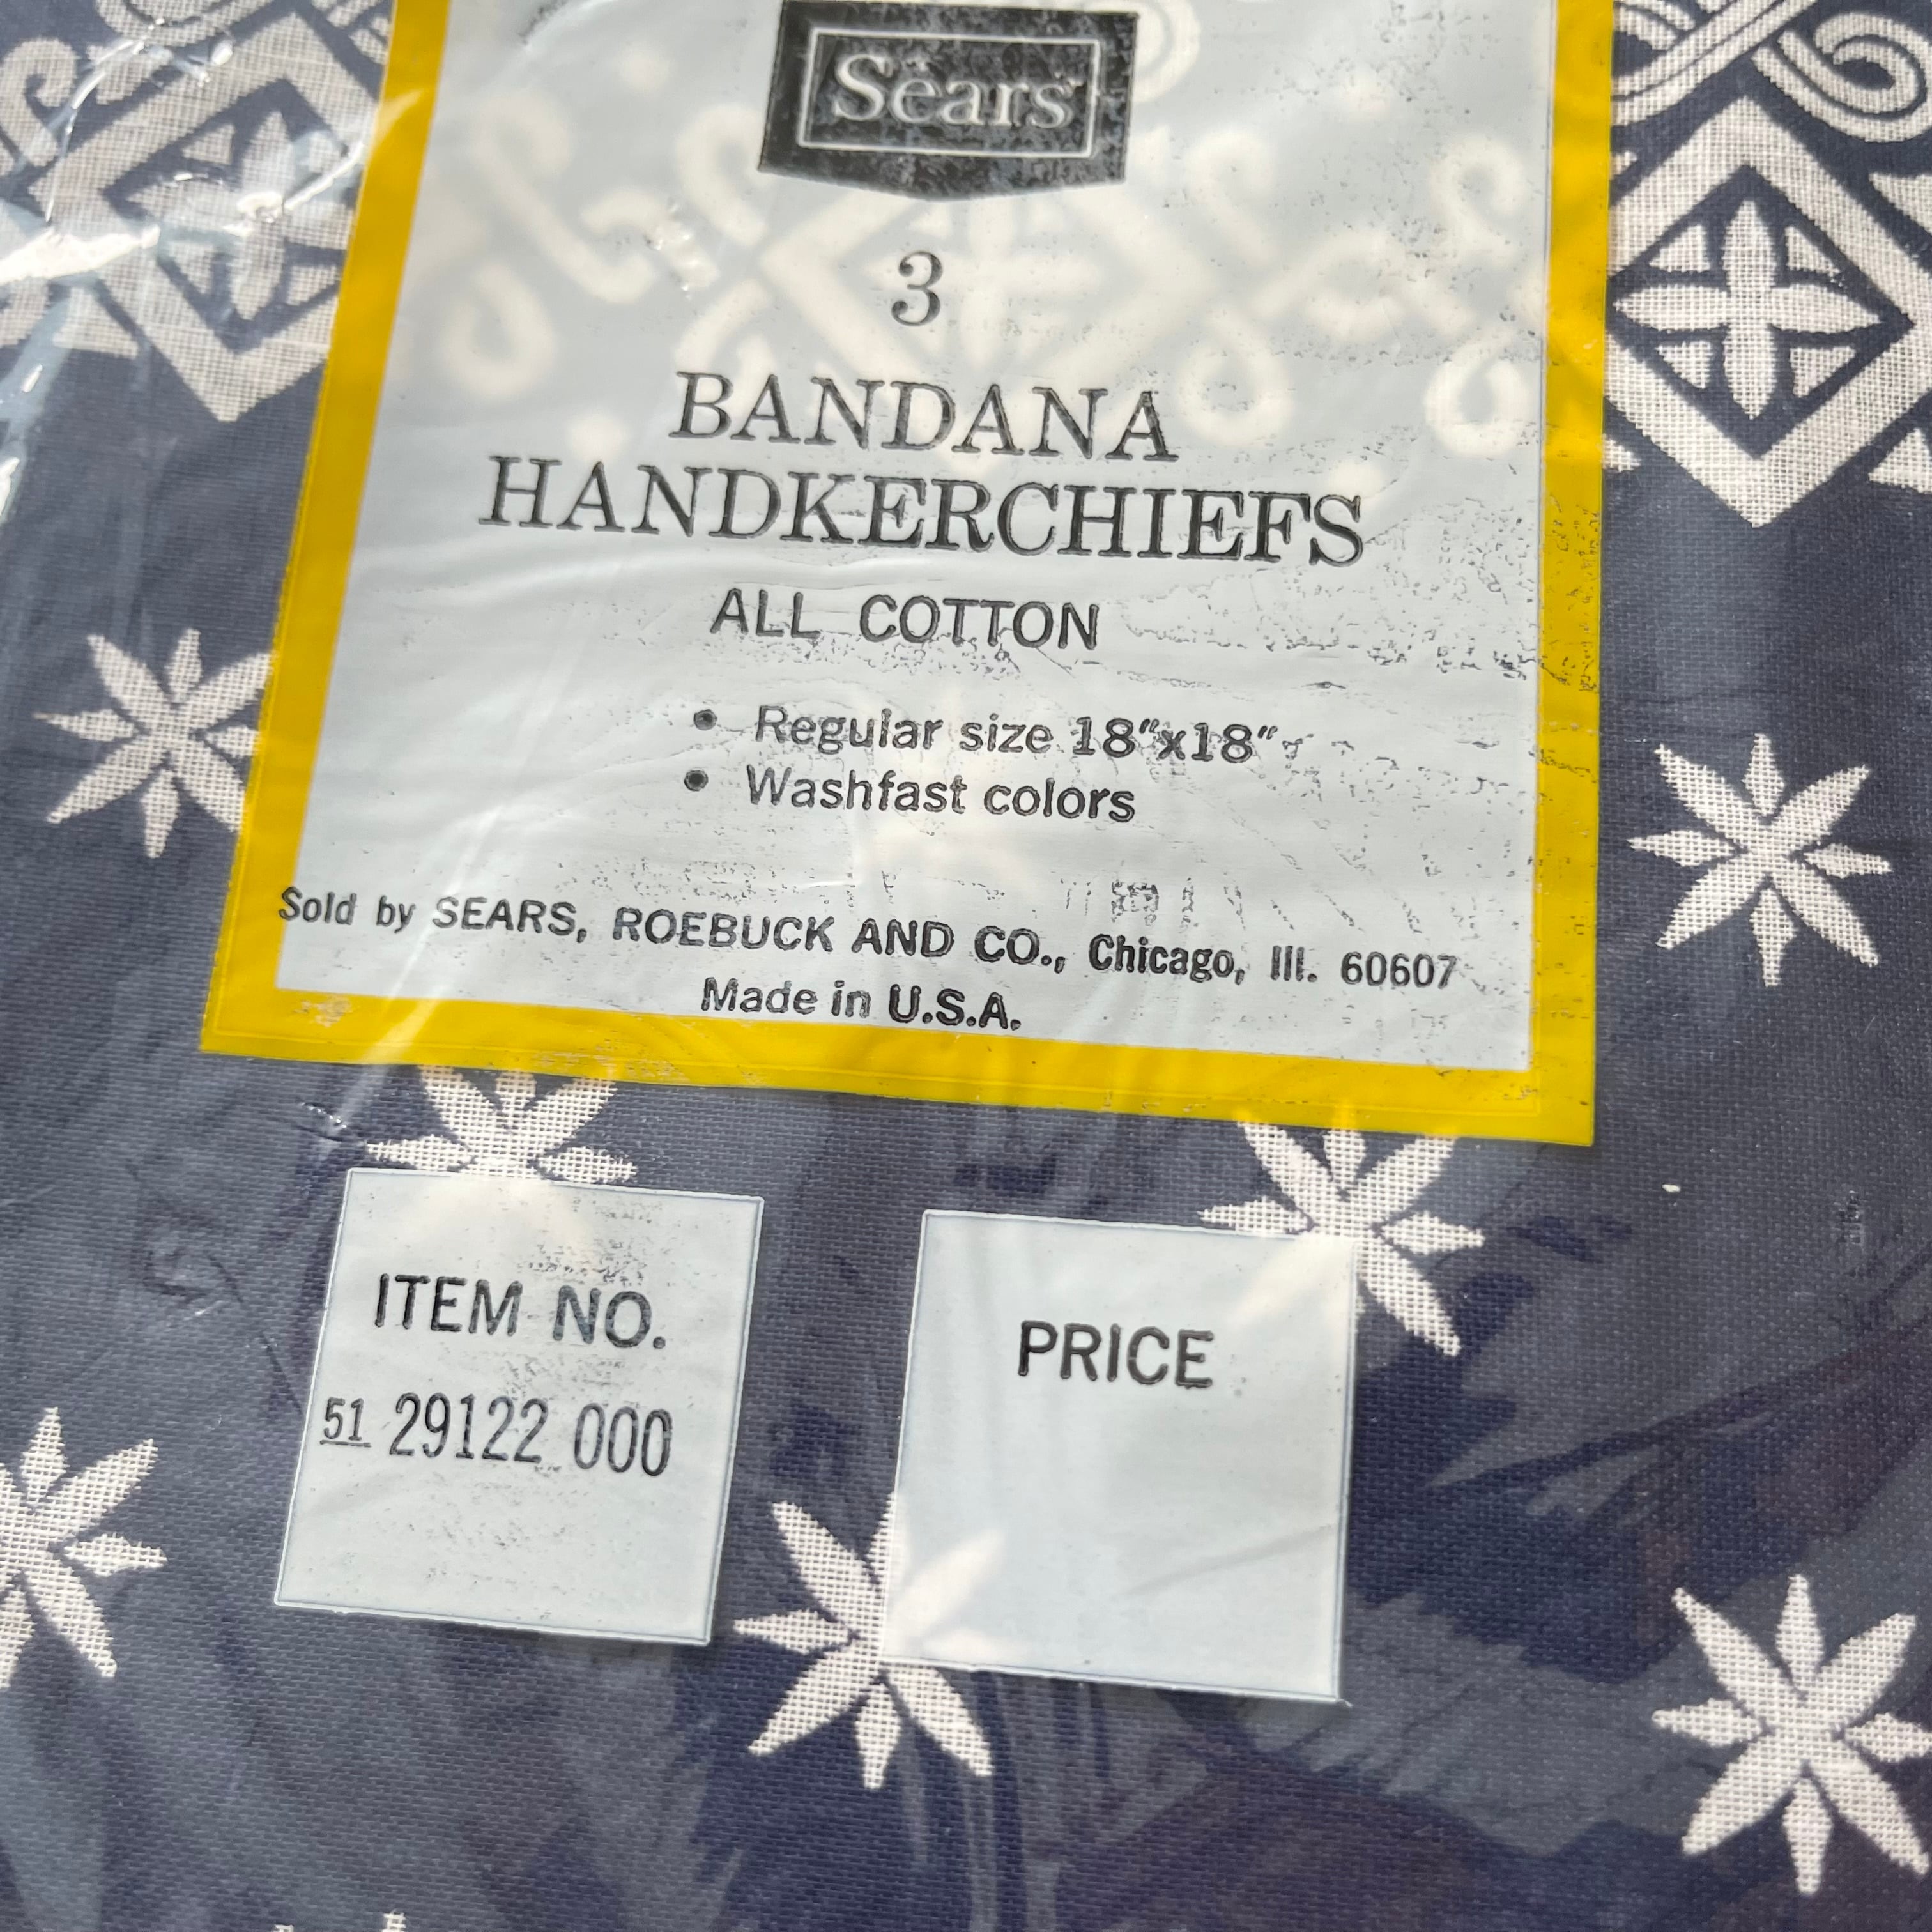 Sears
3
BANDANA
HANDKERCHIEFS
ALL COTTON
• Regular size 18"x18"
• Washfast colors
Sold by SEARS, ROEBUCK AND CO., Chicago, Ill. 60607
Made in U.S.A.
ITEM NO.
51 29122 000
PRICE